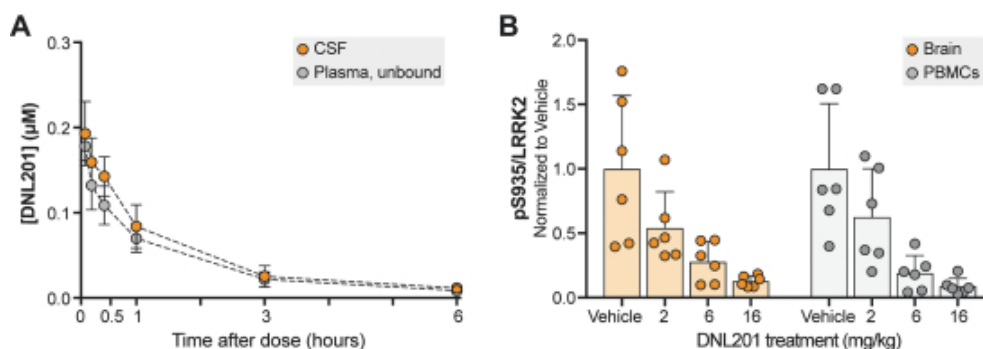 A
0.3
0.2
0.1
0.0
[DNL201] (µM)
CSF
Plasma, unbound
0 0.5 1 3 6
Time after dose (hours)
B
2.0
1.5
1.0
0.5
0.0
pS935/LRRK2
Normalized to Vehicle
Brain
PBMCs
Vehicle 2 6 16 Vehicle 2 6 16
DNL201 treatment (mg/kg)